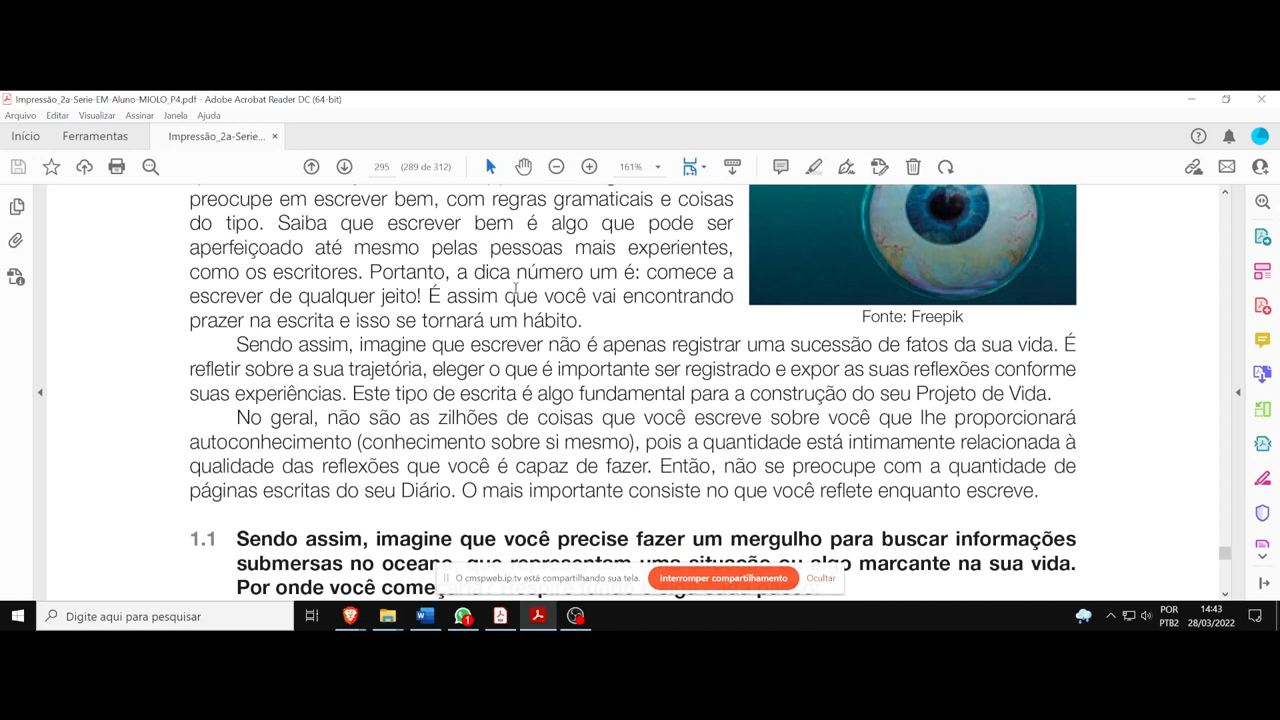 Impressão_2a-Serie-EM-Aluno-MIOLO_P4.pdf - Adobe Acrobat Reader DC (64-bit)
Arquivo Editar Visualizar Assinar Janela Ajuda
Início Ferramentas Impressão_2a-Serie... ×
295 (289 de 312) 161%
preocupe em escrever bem, com regras gramaticais e coisas
do tipo. Saiba que escrever bem é algo que pode ser
aperfeiçoado até mesmo pelas pessoas mais experientes,
como os escritores. Portanto, a dica número um é: comece a
escrever de qualquer jeito! É assim que você vai encontrando
prazer na escrita e isso se tornará um hábito.
Fonte: Freepik
Sendo assim, imagine que escrever não é apenas registrar uma sucessão de fatos da sua vida. É
refletir sobre a sua trajetória, eleger o que é importante ser registrado e expor as suas reflexões conforme
suas experiências. Este tipo de escrita é algo fundamental para a construção do seu Projeto de Vida.
No geral, não são as zilhões de coisas que você escreve sobre você que lhe proporcionará
autoconhecimento (conhecimento sobre si mesmo), pois a quantidade está intimamente relacionada à
qualidade das reflexões que você é capaz de fazer. Então, não se preocupe com a quantidade de
páginas escritas do seu Diário. O mais importante consiste no que você reflete enquanto escreve.
1.1 Sendo assim, imagine que você precise fazer um mergulho para buscar informações
submersas no oceano, que representam uma situação ou algo marcante na sua vida.
Por onde você
O cmspweb.ip.tv está compartilhando sua tela. Interromper compartilhamento Ocultar
Digite aqui para pesquisar
1
POR 14:43
PTB2 28/03/2022